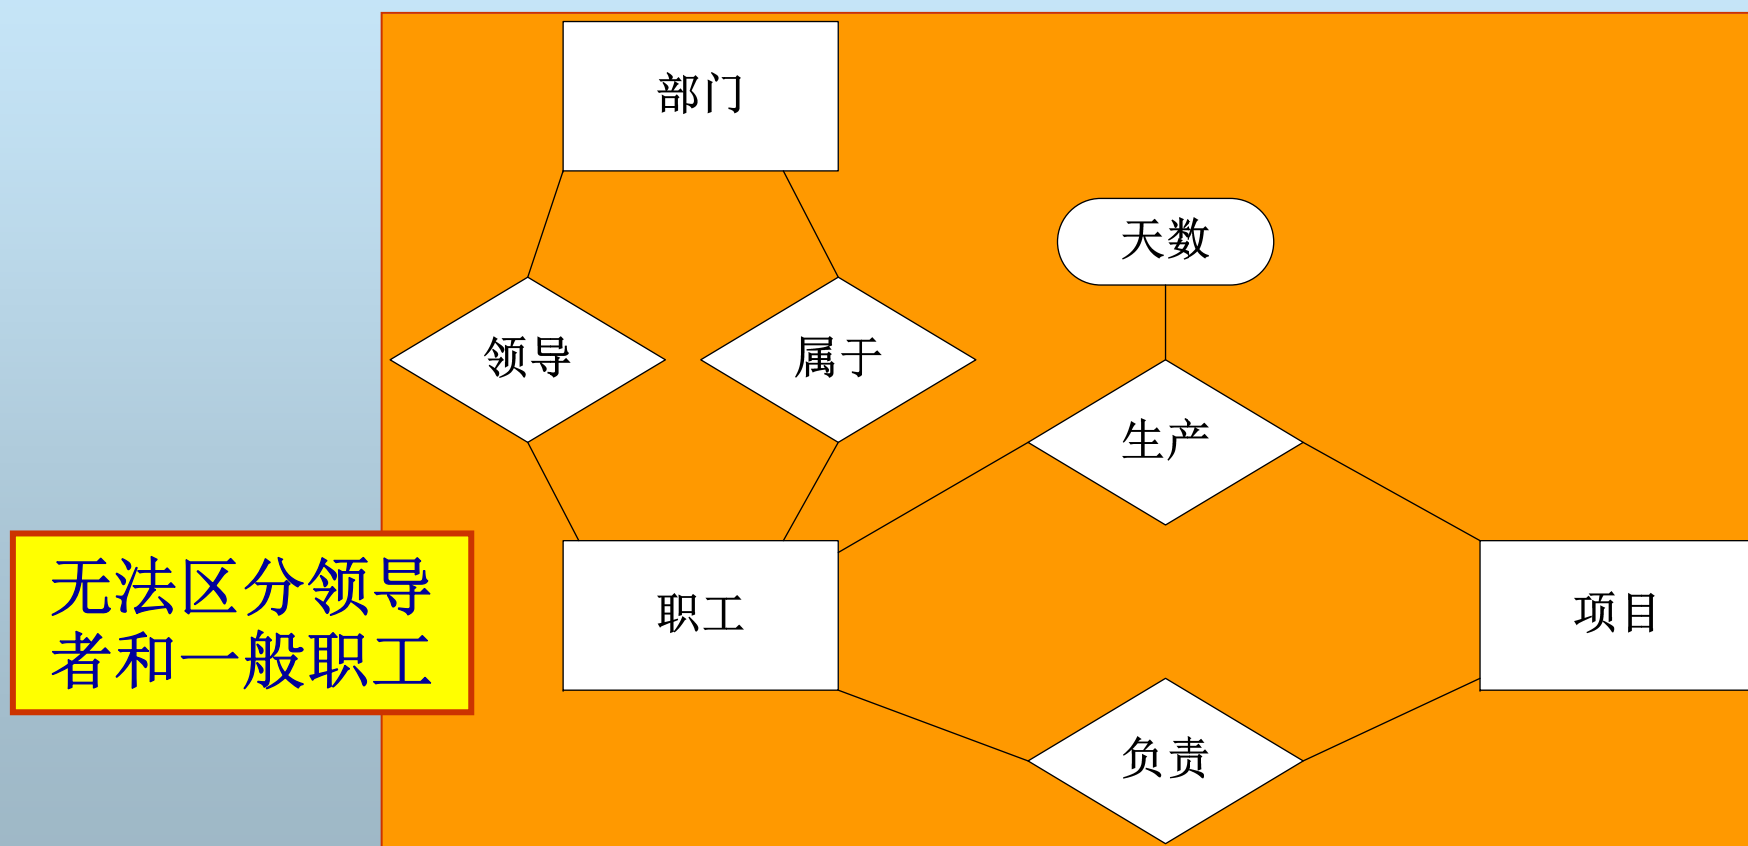 部门
天数
领导
属于
生产
无法区分领导
者和一般职工
职工
项目
负责